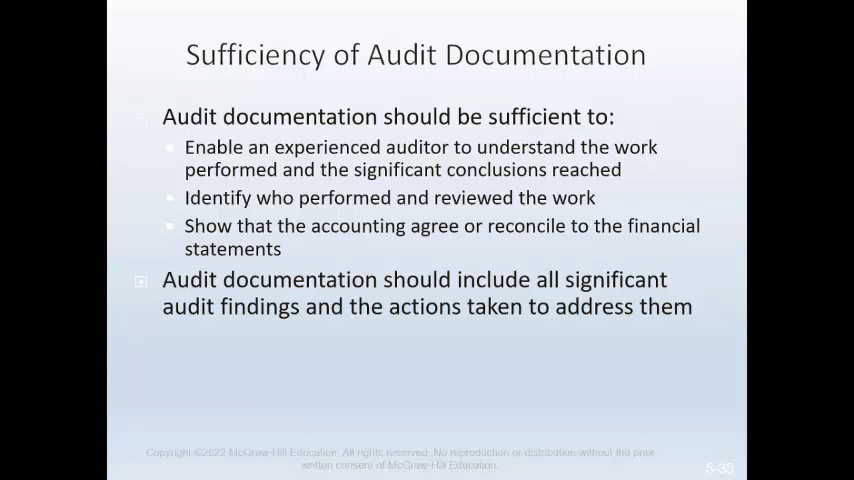 Sufficiency of Audit Documentation
Audit documentation should be sufficient to:
Enable an experienced auditor to understand the work
performed and the significant conclusions reached
Identify who performed and reviewed the work
Show that the accounting agree or reconcile to the financial
statements
Audit documentation should include all significant
audit findings and the actions taken to address them
Copyright ©2022 McGraw-Hill Education. All rights reserved. No reproduction or distribution without the prior
written consent of McGraw-Hill Education.
5-35